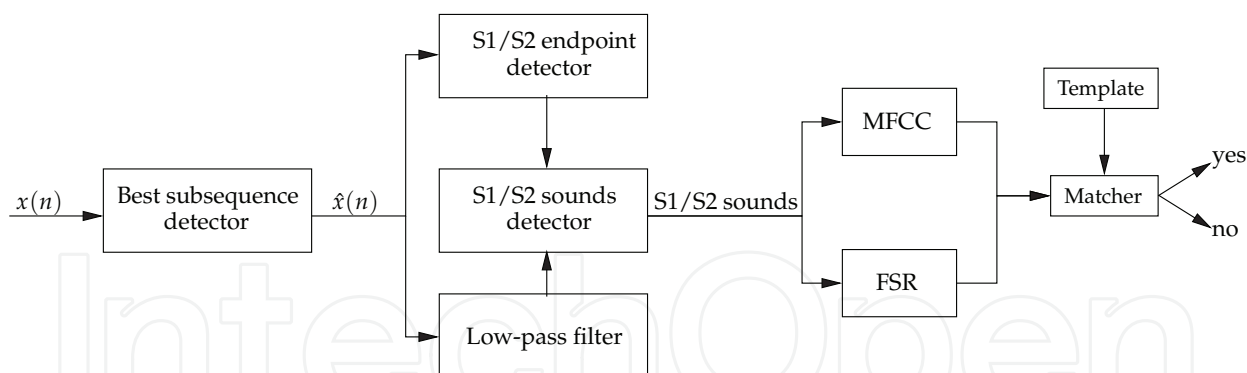 x(n)
Best subsequence
detector
x̂(n)
S1/S2 endpoint
detector
S1/S2 sounds
detector
Low-pass filter
S1/S2 sounds
MFCC
FSR
Template
Matcher
yes
no
IntechOpen